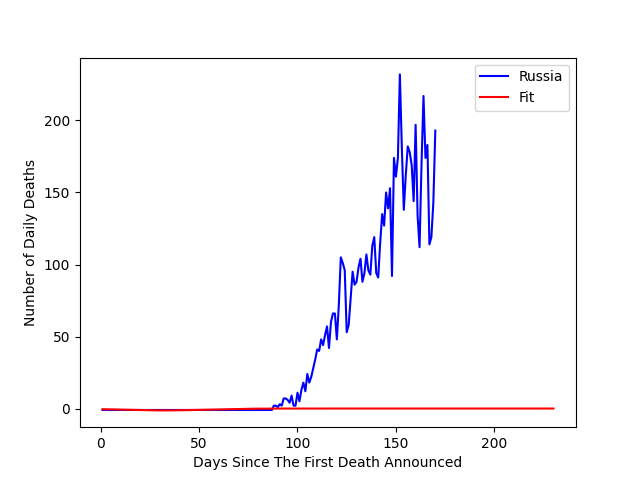 Russia
Fit
Number of Daily Deaths
200
150
100
50
0
0 50 100 150 200
Days Since The First Death Announced